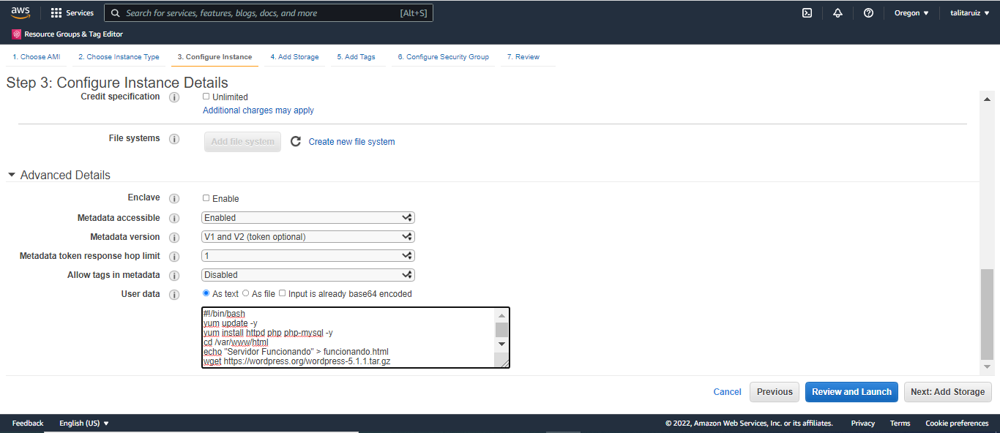 aws Services Search for services, features, blogs, docs, and more [Alt+S] Oregon ▼ talitaruiz ▼
Resource Groups & Tag Editor
1. Choose AMI 2. Choose Instance Type 3. Configure Instance 4. Add Storage 5. Add Tags 6. Configure Security Group 7. Review
Step 3: Configure Instance Details
Credit specification Unlimited
Additional charges may apply
File systems Add file system Create new file system
Advanced Details
Enclave Enable
Metadata accessible Enabled
Metadata version V1 and V2 (token optional)
Metadata token response hop limit 1
Allow tags in metadata Disabled
User data As text As file Input is already base64 encoded
#!/bin/bash
yum update -y
yum install httpd php php-mysql -y
cd /var/www/html
echo "Servidor Funcionando" > funcionando.html
wget https://wordpress.org/wordpress-5.1.1.tar.gz
Cancel Previous Review and Launch Next: Add Storage
Feedback English (US) ▼ © 2022, Amazon Web Services, Inc. or its affiliates. Privacy Terms Cookie preferences